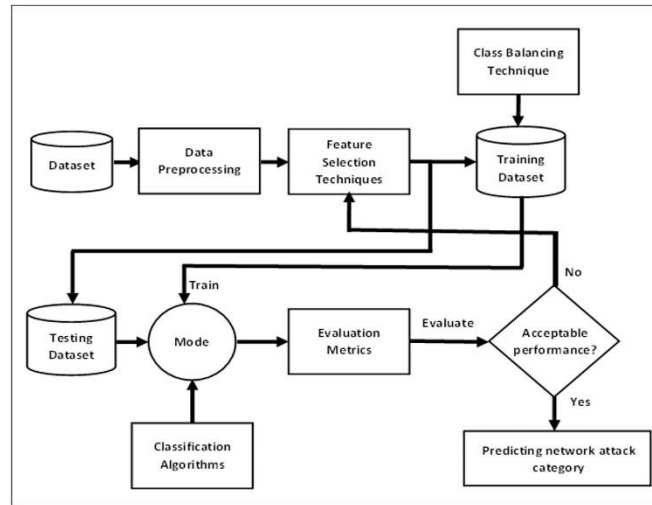 Class Balancing
Technique
Dataset
Data
Preprocessing
Feature
Selection
Techniques
Training
Dataset
Train
No
Testing
Dataset
Mode
Evaluation
Metrics
Evaluate
Acceptable
performance?
Yes
Classification
Algorithms
Predicting network attack
category